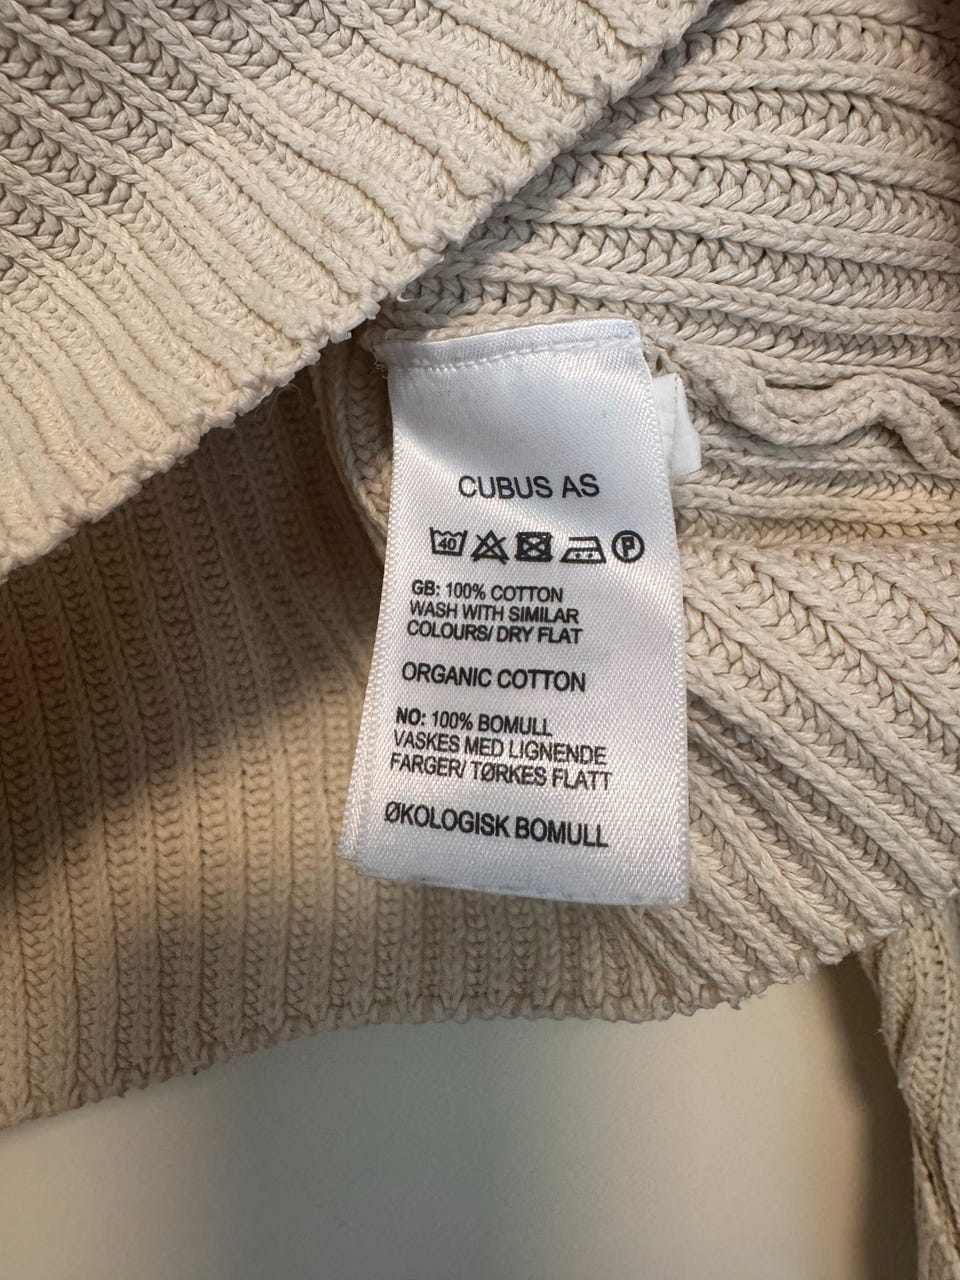 CUBUS AS
40 P
GB: 100% COTTON
WASH WITH SIMILAR
COLOURS/ DRY FLAT
ORGANIC COTTON
NO: 100% BOMULL
VASKES MED LIGNENDE
FARGER/ TØRKES FLATT
ØKOLOGISK BOMULL